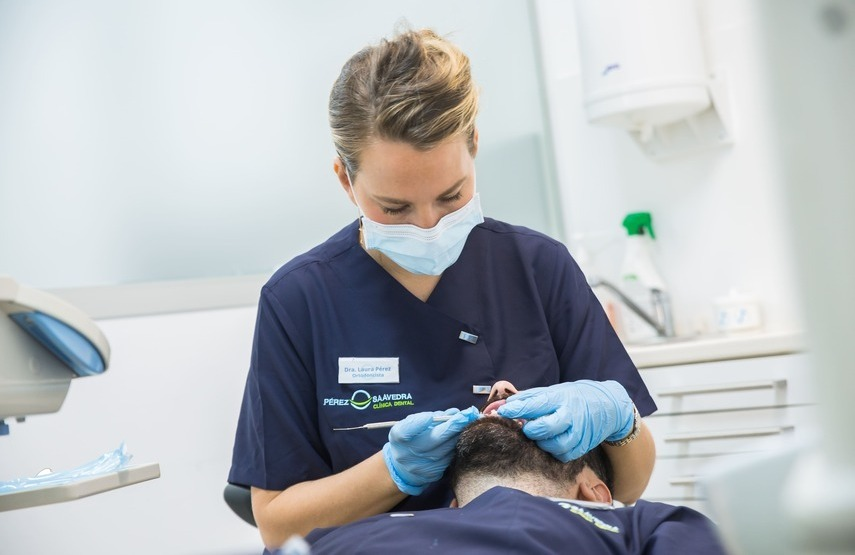 Dra. Laura Pérez
Ortodoncista
PÉREZ SAAVEDRA
CLÍNICA DENTAL